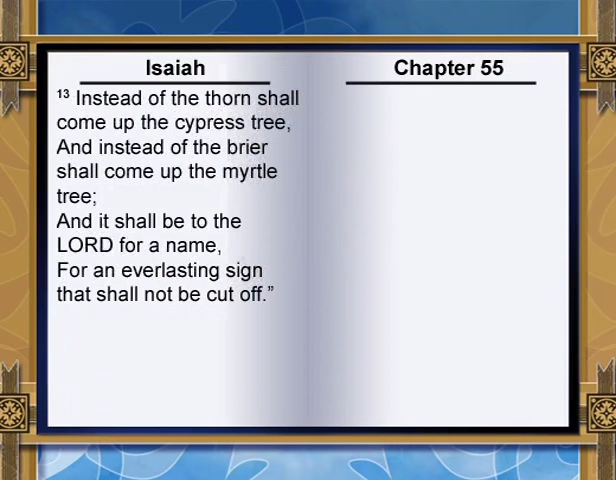 Isaiah
Chapter 55
13 Instead of the thorn shall
come up the cypress tree,
And instead of the brier
shall come up the myrtle
tree;
And it shall be to the
LORD for a name,
For an everlasting sign
that shall not be cut off.”